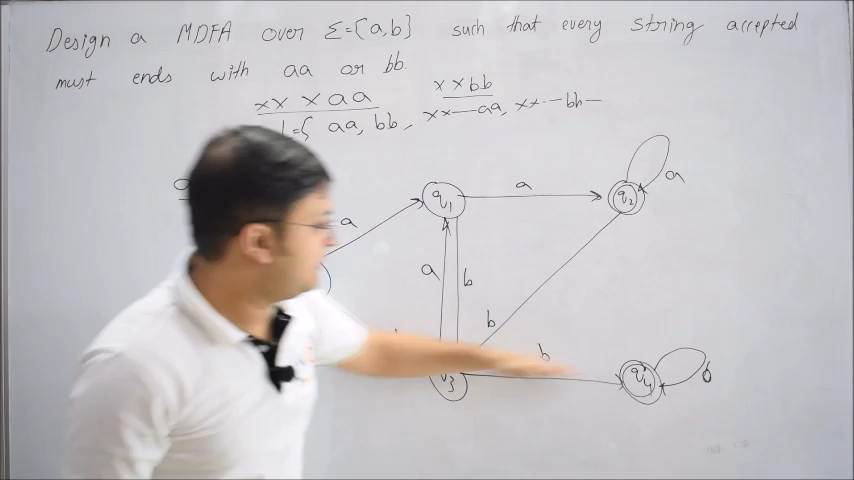 Design a MDFA over Σ={a,b} such that every string accepted
must ends with aa or bb.
xx x aa x x bb
L={ aa, bb, xx—aa, xx--bb—
a
q1
a
q2
a
a
b
b
b
q3
q4
b